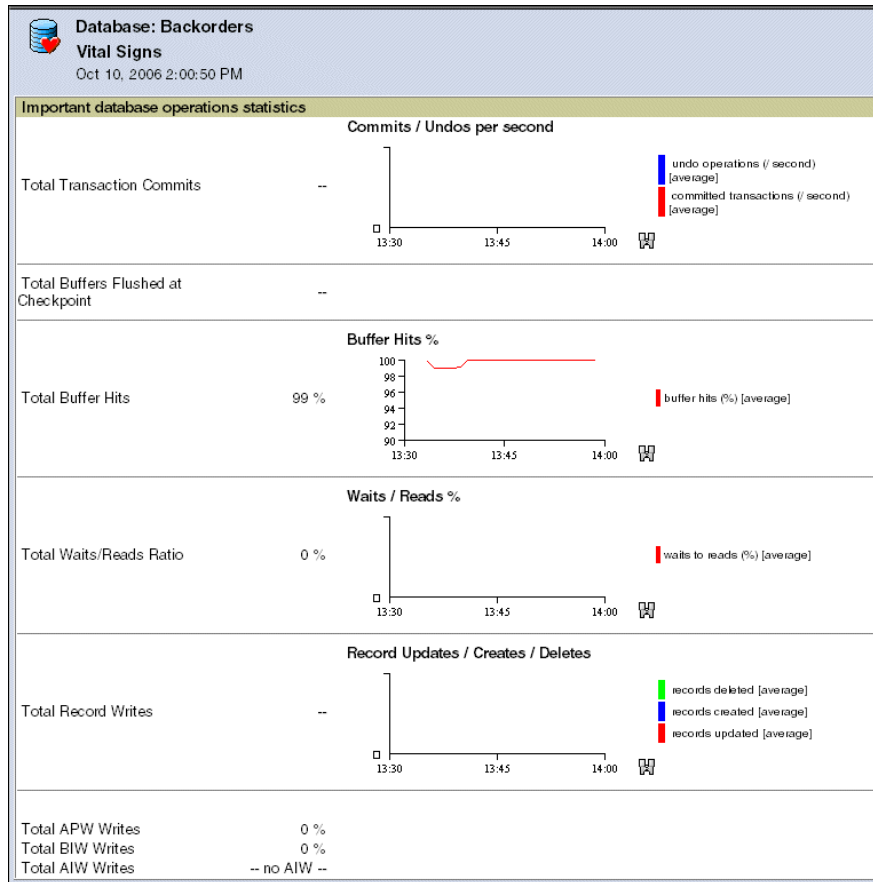 Database: Backorders
Vital Signs
Oct 10, 2006 2:00:50 PM
Important database operations statistics
Commits / Undos per second
Total Transaction Commits --
undo operations (/ second)
[average]
committed transactions (/ second)
[average]
13:30 13:45 14:00
Total Buffers Flushed at
Checkpoint
--
Buffer Hits %
100
98
96
94
92
90
Total Buffer Hits 99 %
buffer hits (%) [average]
13:30 13:45 14:00
Waits / Reads %
Total Waits/Reads Ratio 0 %
waits to reads (%) [average]
13:30 13:45 14:00
Record Updates / Creates / Deletes
Total Record Writes --
records deleted [average]
records created [average]
records updated [average]
13:30 13:45 14:00
Total APW Writes 0 %
Total BIW Writes 0 %
Total AIW Writes -- no AIW --